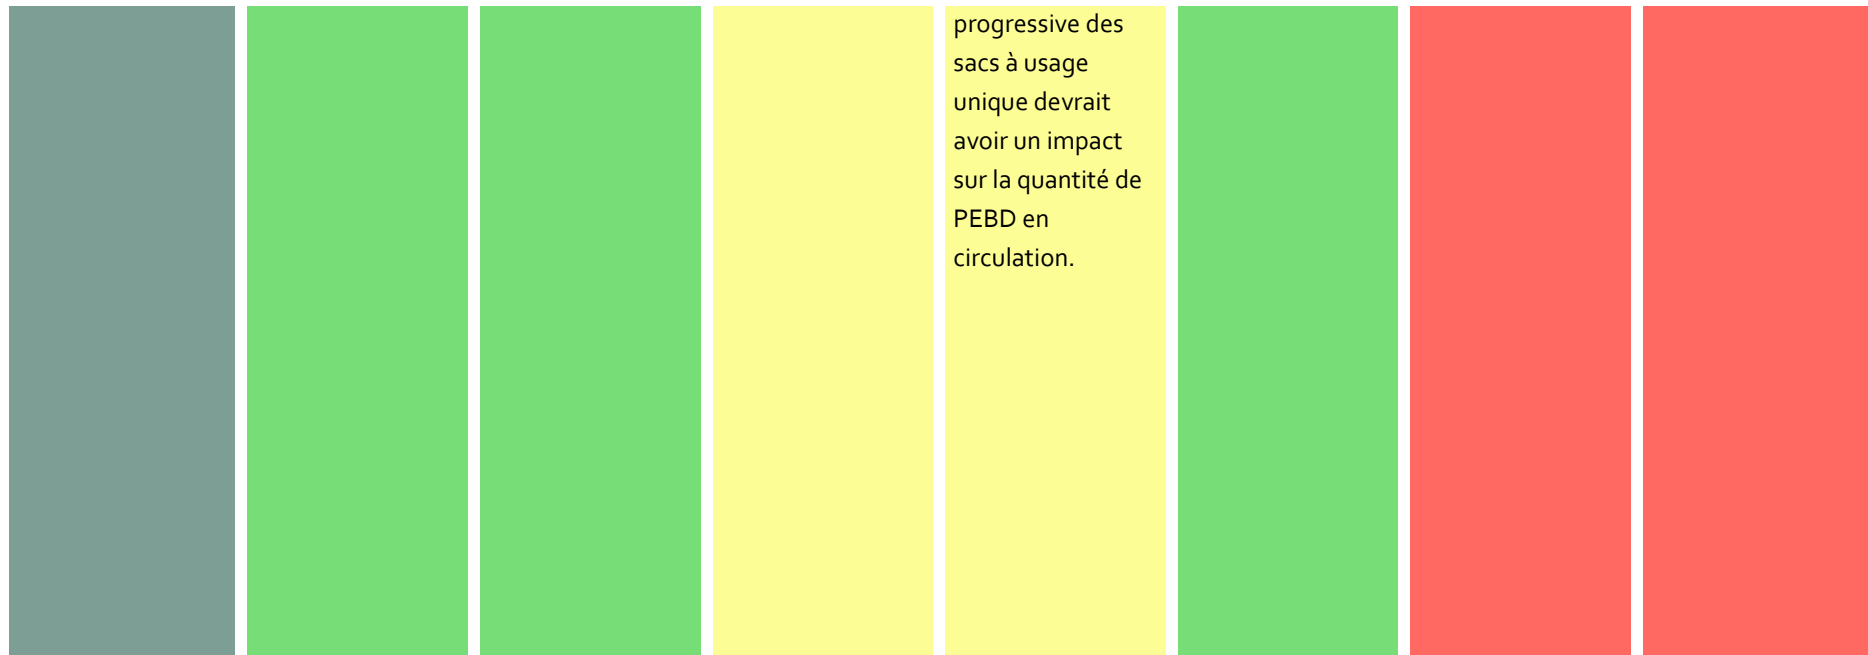 progressive des
sacs à usage
unique devrait
avoir un impact
sur la quantité de
PEBD en
circulation.